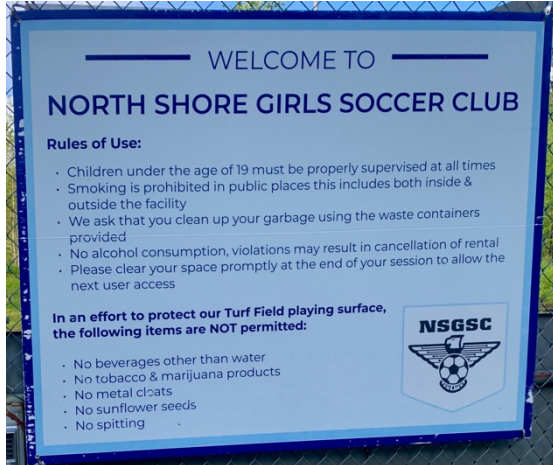 WELCOME TO
NORTH SHORE GIRLS SOCCER CLUB
Rules of Use:
· Children under the age of 19 must be properly supervised at all times
· Smoking is prohibited in public places this includes both inside &
outside the facility
· We ask that you clean up your garbage using the waste containers
provided
· No alcohol consumption, violations may result in cancellation of rental
· Please clear your space promptly at the end of your session to allow the
next user access
In an effort to protect our Turf Field playing surface,
the following items are NOT permitted:
· No beverages other than water
· No tobacco & marijuana products
· No metal cleats
· No sunflower seeds
· No spitting
NSGSC